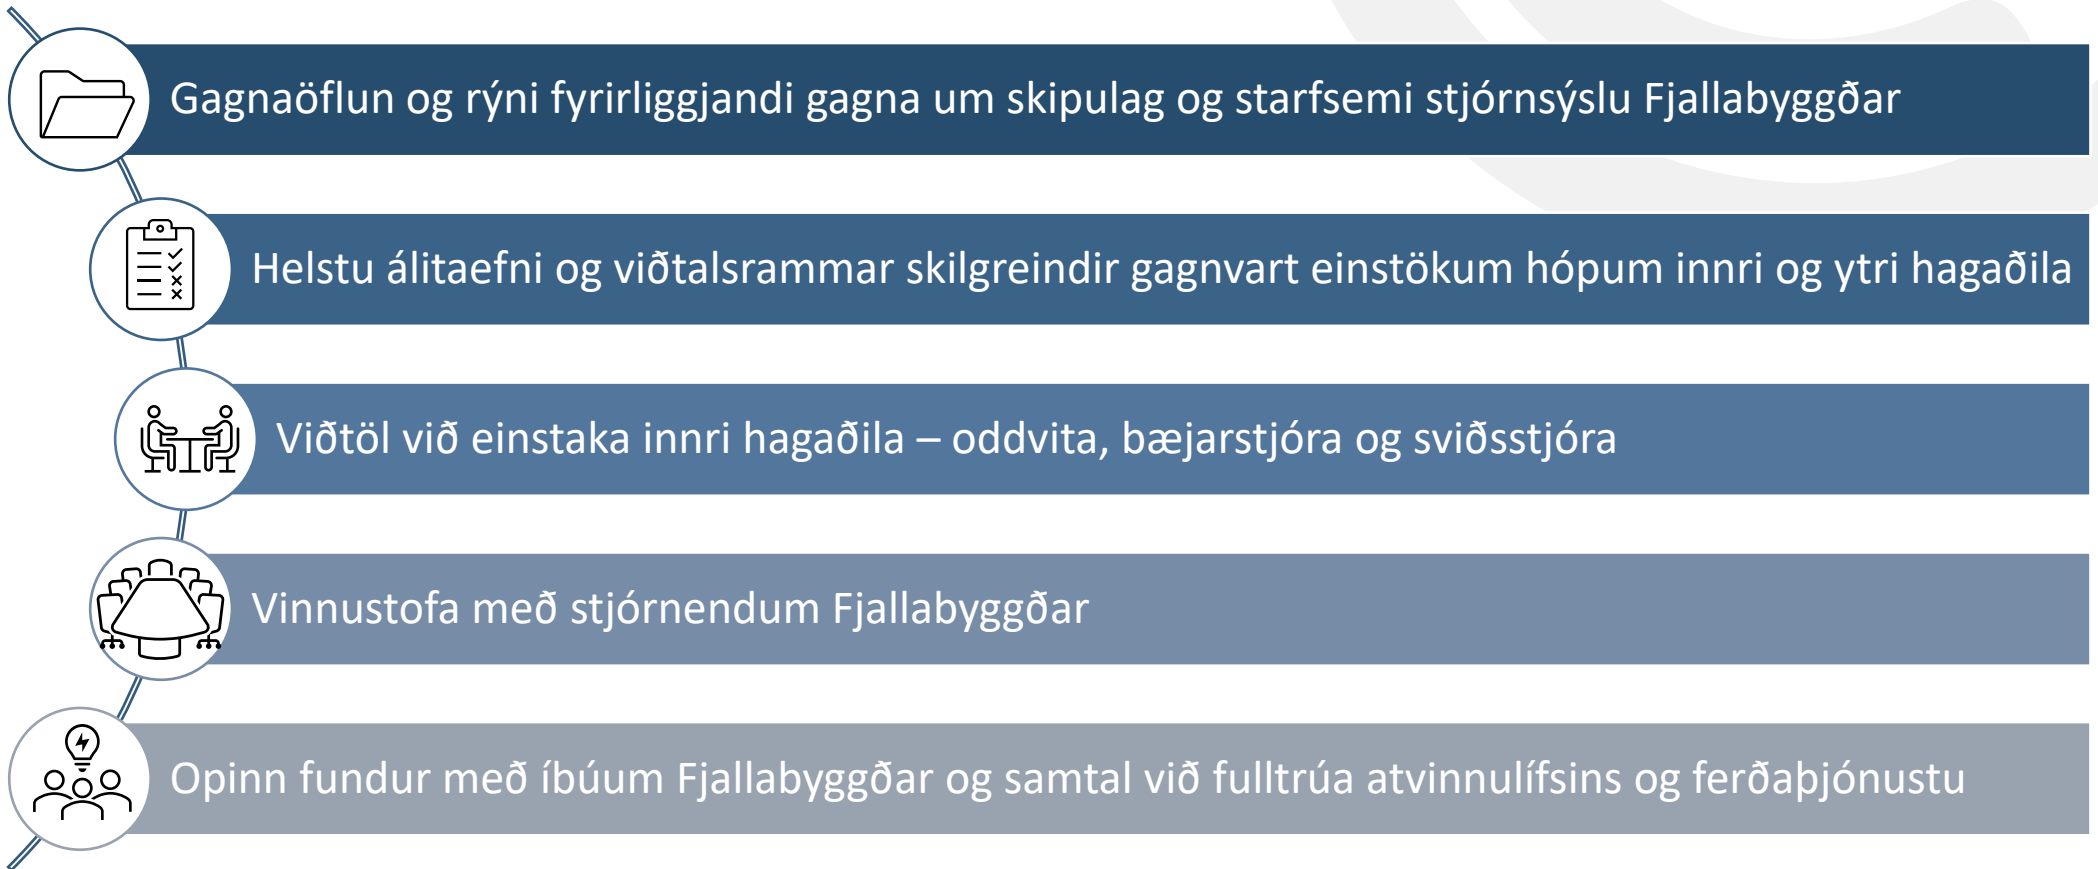 Gagnaöflun og rýni fyrirliggjandi gagna um skipulag og starfsemi stjórnsýslu Fjallabyggðar
Helstu álitaefni og viðtalsrammar skilgreindir gagnvart einstökum hópum innri og ytri hagaðila
Viðtöl við einstaka innri hagaðila – oddvita, bæjarstjóra og sviðsstjóra
Vinnustofa með stjórnendum Fjallabyggðar
Opinn fundur með íbúum Fjallabyggðar og samtal við fulltrúa atvinnulífsins og ferðaþjónustu